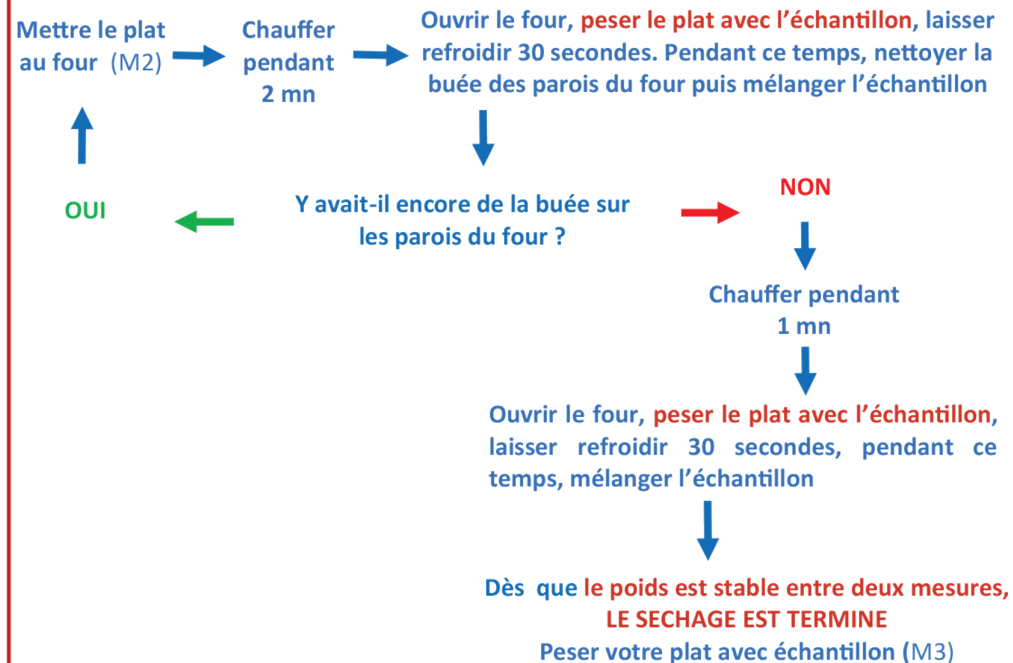 Mettre le plat
au four (M2)
Chauffer
pendant
2 mn
Ouvrir le four, peser le plat avec l’échantillon, laisser
refroidir 30 secondes. Pendant ce temps, nettoyer la
buée des parois du four puis mélanger l’échantillon
OUI
Y avait-il encore de la buée sur
les parois du four ?
NON
Chauffer pendant
1 mn
Ouvrir le four, peser le plat avec l’échantillon,
laisser refroidir 30 secondes, pendant ce
temps, mélanger l’échantillon
Dès que le poids est stable entre deux mesures,
LE SECHAGE EST TERMINE
Peser votre plat avec échantillon (M3)